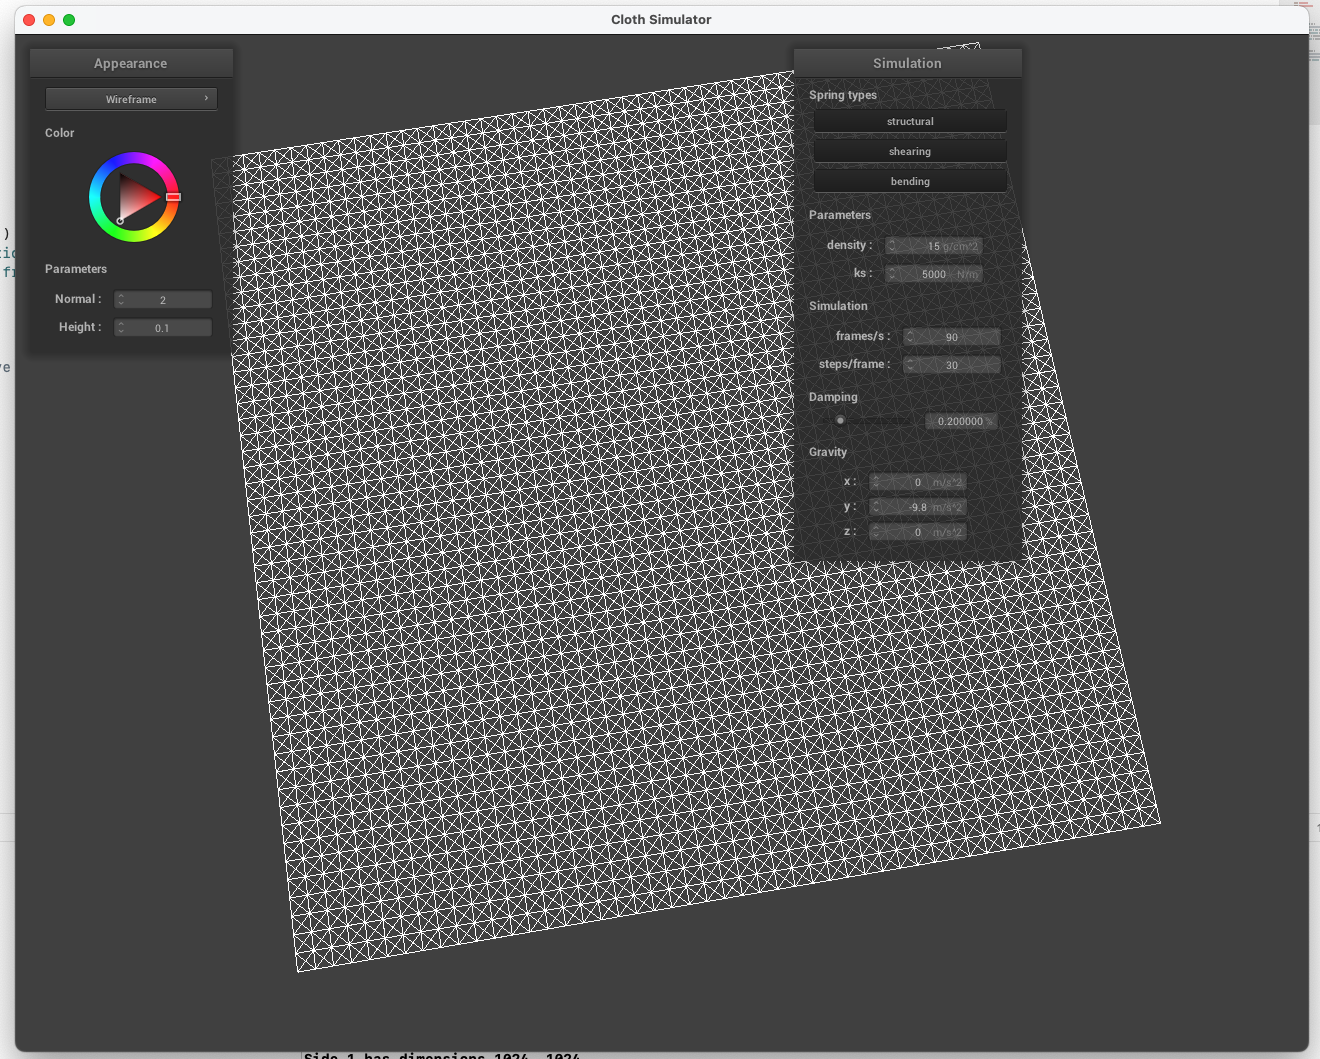 Cloth Simulator
Appearance
Wireframe
Color
Parameters
Normal : 2
Height : 0.1
Simulation
Spring types
structural
shearing
bending
Parameters
density : 15 g/cm^2
ks : 5000 N/m
Simulation
frames/s : 90
steps/frame : 30
Damping
0.200000 %
Gravity
x : 0 m/s^2
y : -9.8 m/s^2
z : 0 m/s^2
)
Side 1 has dimensions 1024, 1024